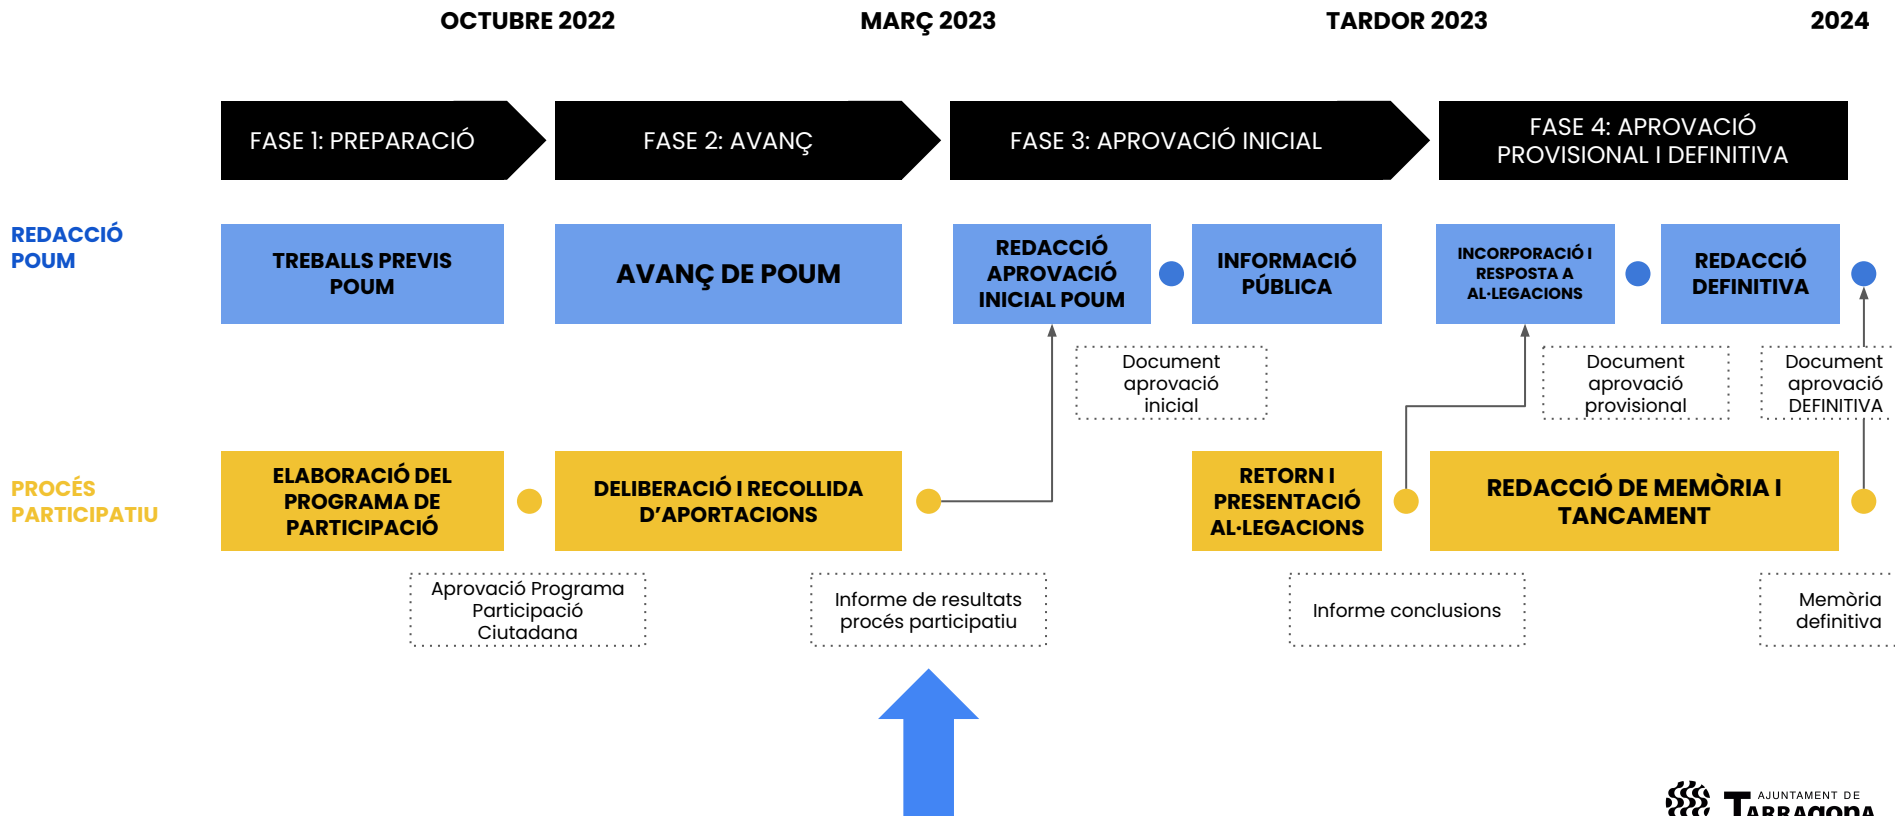 OCTUBRE 2022
MARÇ 2023
TARDOR 2023
2024
FASE 1: PREPARACIÓ
FASE 2: AVANÇ
FASE 3: APROVACIÓ INICIAL
FASE 4: APROVACIÓ
PROVISIONAL I DEFINITIVA
REDACCIÓ
POUM
TREBALLS PREVIS
POUM
AVANÇ DE POUM
REDACCIÓ
APROVACIÓ
INICIAL POUM
INFORMACIÓ
PÚBLICA
INCORPORACIÓ I
RESPOSTA A
AL·LEGACIONS
REDACCIÓ
DEFINITIVA
Document
aprovació
inicial
Document
aprovació
provisional
Document
aprovació
DEFINITIVA
PROCÉS
PARTICIPATIU
ELABORACIÓ DEL
PROGRAMA DE
PARTICIPACIÓ
DELIBERACIÓ I RECOLLIDA
D'APORTACIONS
RETORN I
PRESENTACIÓ
AL·LEGACIONS
REDACCIÓ DE MEMÒRIA I
TANCAMENT
Aprovació Programa
Participació
Ciutadana
Informe de resultats
procés participatiu
Informe conclusions
Memòria
definitiva
AJUNTAMENT DE
TARRAGONA